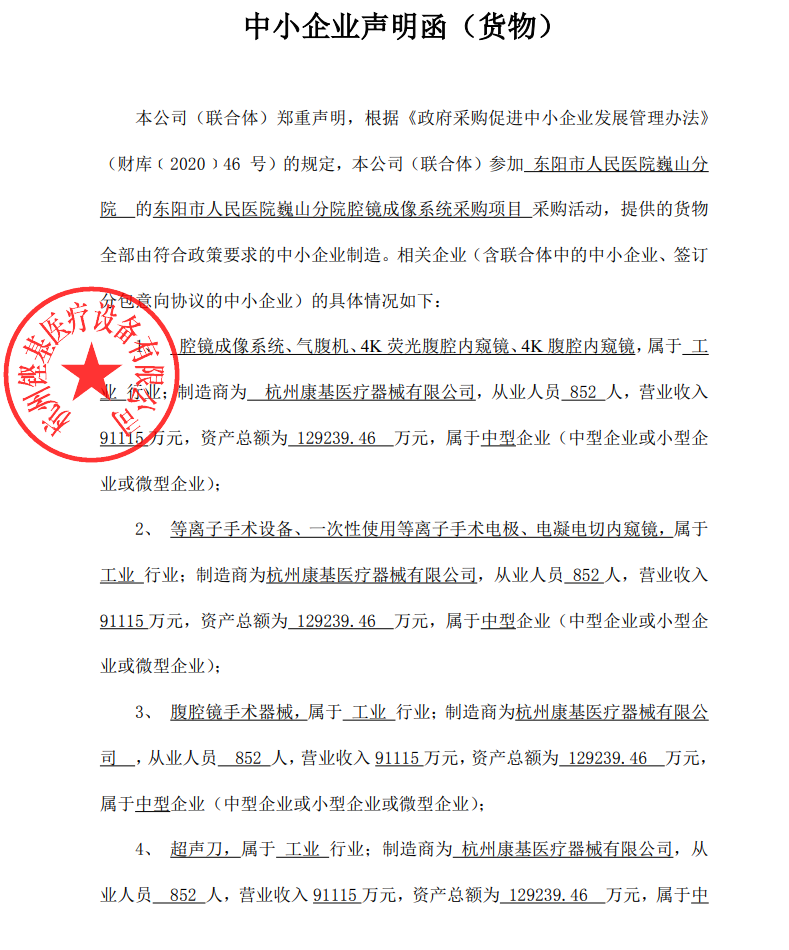 中小企业声明函（货物）
本公司（联合体）郑重声明，根据《政府采购促进中小企业发展管理办法》
（财库﹝2020﹞46 号）的规定，本公司（联合体）参加 东阳市人民医院巍山分
院 的东阳市人民医院巍山分院腔镜成像系统采购项目 采购活动，提供的货物
全部由符合政策要求的中小企业制造。相关企业（含联合体中的中小企业、签订
分包意向协议的中小企业）的具体情况如下：
1、 腔镜成像系统、气腹机、4K 荧光腹腔内窥镜、4K 腹腔内窥镜，属于 工
业 行业；制造商为 杭州康基医疗器械有限公司，从业人员 852 人，营业收入
91115 万元，资产总额为 129239.46 万元，属于中型企业（中型企业或小型企
业或微型企业）；
2、 等离子手术设备、一次性使用等离子手术电极、电凝电切内窥镜，属于
工业 行业；制造商为杭州康基医疗器械有限公司，从业人员 852 人，营业收入
91115 万元，资产总额为 129239.46 万元，属于中型企业（中型企业或小型企
业或微型企业）；
3、 腹腔镜手术器械，属于 工业 行业；制造商为杭州康基医疗器械有限公
司 ，从业人员 852 人，营业收入 91115 万元，资产总额为 129239.46 万元，
属于中型企业（中型企业或小型企业或微型企业）；
4、 超声刀，属于 工业 行业；制造商为 杭州康基医疗器械有限公司，从
业人员 852 人，营业收入 91115 万元，资产总额为 129239.46 万元，属于中
杭州铿基医疗设备有限公司